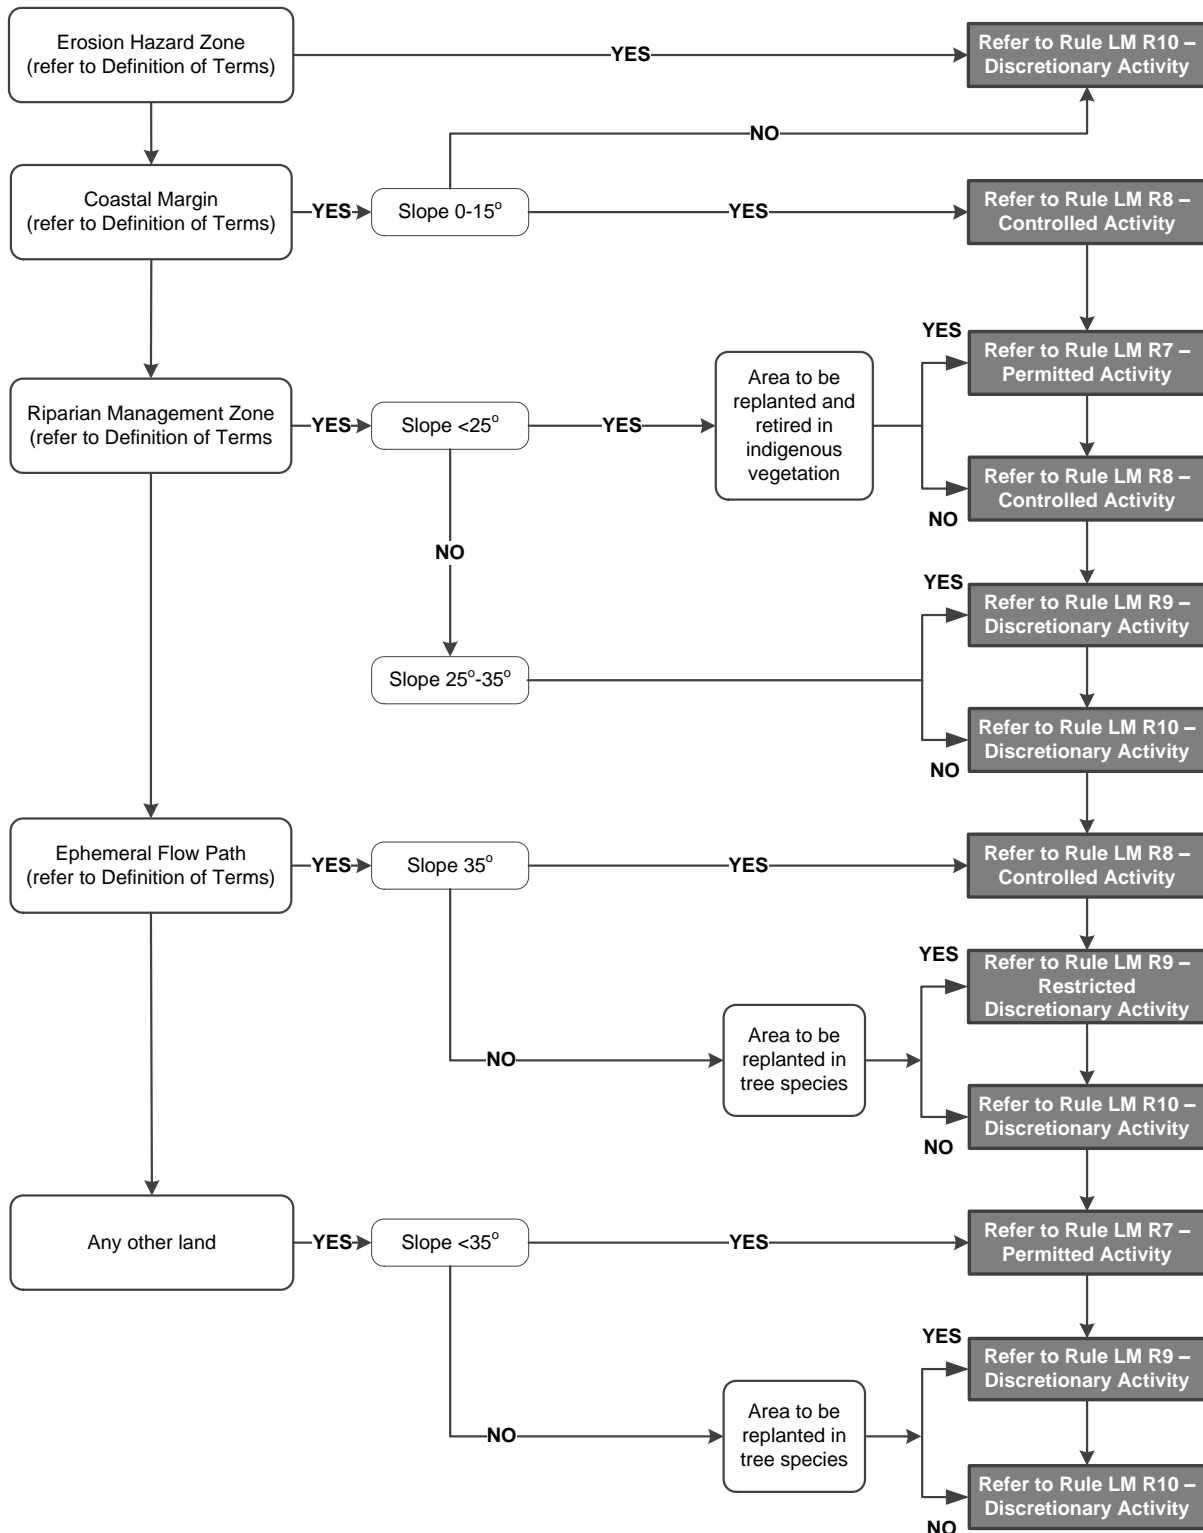 Erosion Hazard Zone
(refer to Definition of Terms)
YES
Refer to Rule LM R10 –
Discretionary Activity
NO
Coastal Margin
(refer to Definition of Terms)
YES
Slope 0-15°
YES
Refer to Rule LM R8 –
Controlled Activity
Riparian Management Zone
(refer to Definition of Terms
YES
Slope <25°
YES
Area to be
replanted and
retired in
indigenous
vegetation
YES
Refer to Rule LM R7 –
Permitted Activity
Refer to Rule LM R8 –
Controlled Activity
NO
NO
Slope 25°-35°
YES
Refer to Rule LM R9 –
Discretionary Activity
Refer to Rule LM R10 –
Discretionary Activity
NO
Ephemeral Flow Path
(refer to Definition of Terms)
YES
Slope 35°
YES
Refer to Rule LM R8 –
Controlled Activity
NO
Area to be
replanted in
tree species
YES
Refer to Rule LM R9 –
Restricted
Discretionary Activity
Refer to Rule LM R10 –
Discretionary Activity
NO
Any other land
YES
Slope <35°
YES
Refer to Rule LM R7 –
Permitted Activity
NO
Area to be
replanted in
tree species
YES
Refer to Rule LM R9 –
Discretionary Activity
Refer to Rule LM R10 –
Discretionary Activity
NO